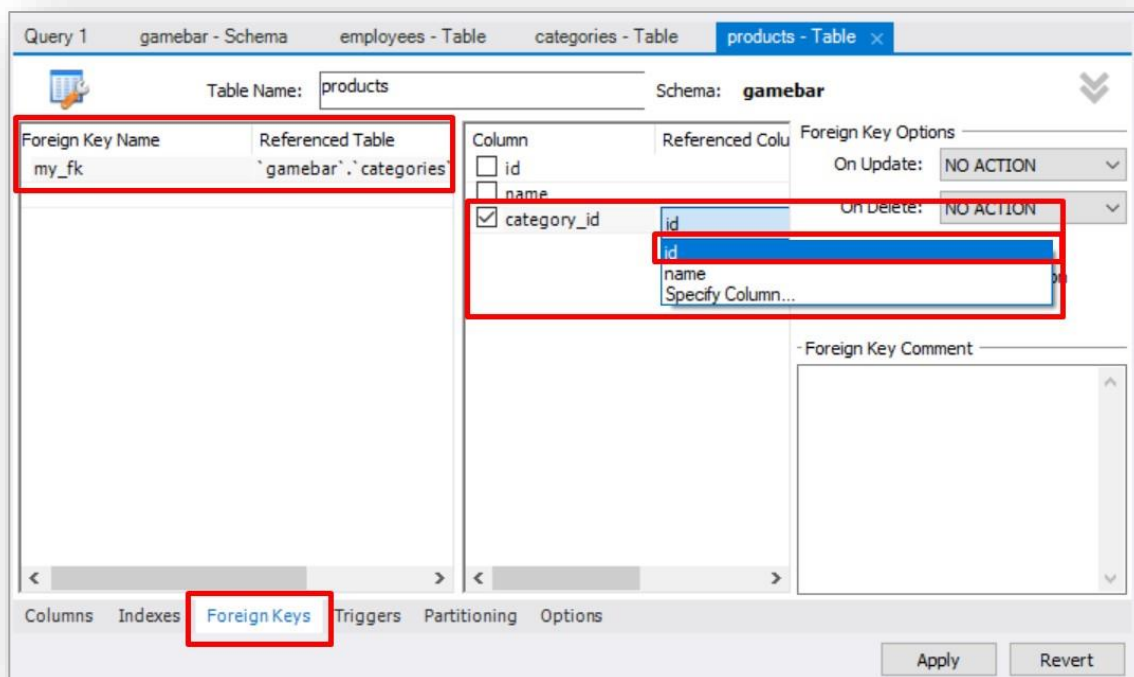 Query 1 gamebar - Schema employees - Table categories - Table products - Table ×
Table Name: products Schema: gamebar
Foreign Key Name Referenced Table
my_fk `gamebar`.`categories`
Column Referenced Colu
id
name
category_id id
id
name
Specify Column...
Foreign Key Options
On Update: NO ACTION
On Delete: NO ACTION
on
Foreign Key Comment
Columns Indexes Foreign Keys Triggers Partitioning Options
Apply Revert